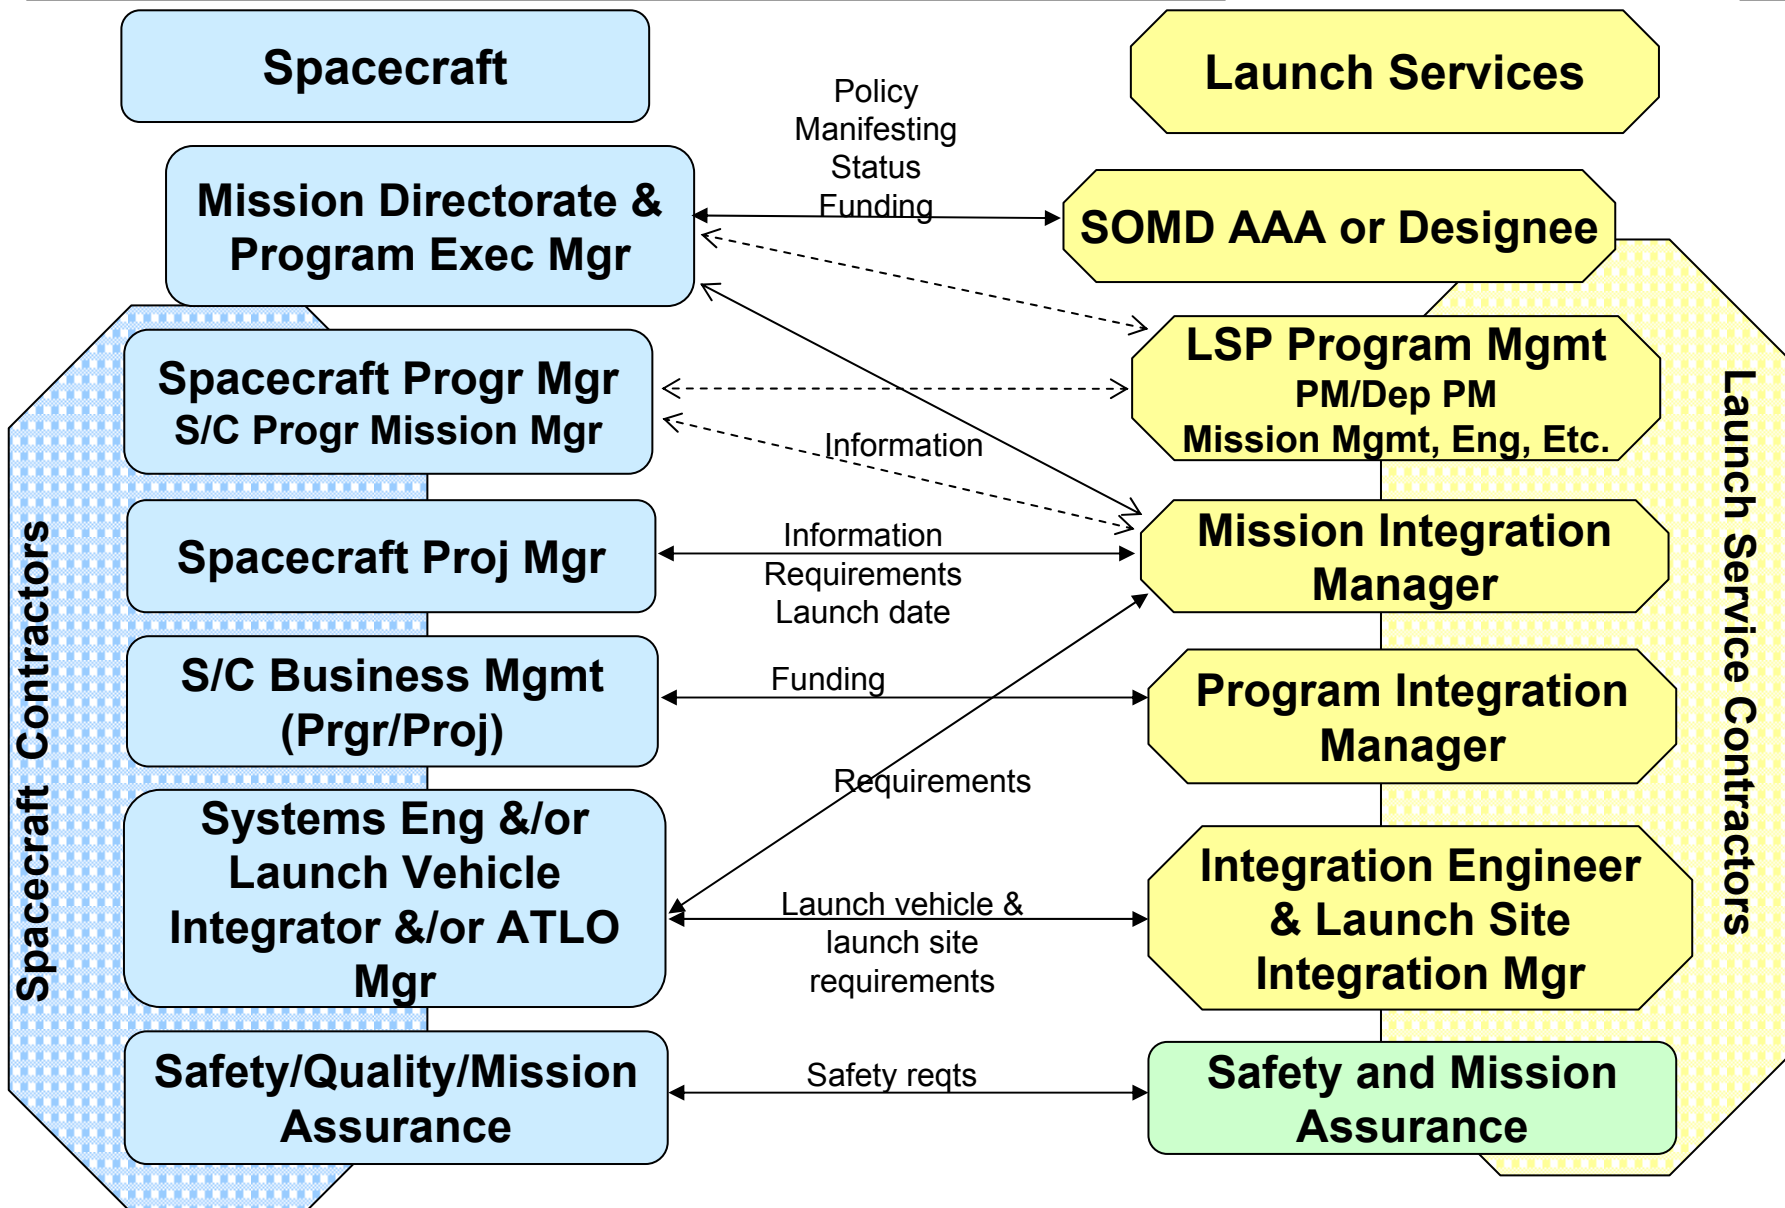 Spacecraft
Launch Services
Policy
Manifesting
Status
Funding
Mission Directorate &
Program Exec Mgr
SOMD AAA or Designee
Spacecraft Progr Mgr
S/C Progr Mission Mgr
LSP Program Mgmt
PM/Dep PM
Mission Mgmt, Eng, Etc.
Information
Spacecraft Proj Mgr
Information
Requirements
Launch date
Mission Integration
Manager
S/C Business Mgmt
(Prgr/Proj)
Funding
Program Integration
Manager
Requirements
Systems Eng &/or
Launch Vehicle
Integrator &/or ATLO
Mgr
Launch vehicle &
launch site
requirements
Integration Engineer
& Launch Site
Integration Mgr
Safety/Quality/Mission
Assurance
Safety reqts
Safety and Mission
Assurance
Spacecraft Contractors
Launch Service Contractors